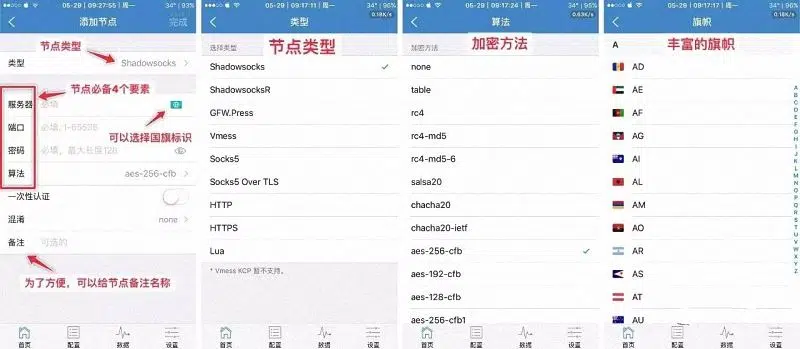 05-29 | 09:27:55 | 周一
34° | 93%
添加节点
完成
节点类型
类型
Shadowsocks
节点必备4个要素
服务器
必填
端口
必填, 1-65535
可以选择国旗标识
密码
必填，最大长度128
算法
aes-256-cfb
一次性认证
混淆
none
备注
可选的
为了方便，可以给节点备注名称
首页
配置
数据
设置
05-29 | 09:17:11 | 周一
34° | 96%
0.18K/s
类型
选择类型
节点类型
Shadowsocks
ShadowsocksR
GFW.Press
Vmess
Socks5
Socks5 Over TLS
HTTP
HTTPS
Lua
* Vmess KCP 暂不支持。
首页
配置
数据
设置
05-29 | 09:17:24 | 周一
34° | 95%
0.63K/s
算法
加密方法
加密方法
none
table
rc4
rc4-md5
rc4-md5-6
salsa20
chacha20
chacha20-ietf
aes-256-cfb
aes-192-cfb
aes-128-cfb
aes-256-cfb1
首页
配置
数据
设置
05-29 | 09:17:17 | 周一
34° | 96%
0.18K/s
旗帜
A
丰富的旗帜
AD
AE
AF
AG
AI
AL
AM
AO
AR
AS
AT
AU
A
B
C
D
E
F
G
H
I
J
K
L
M
N
O
P
Q
R
S
T
U
V
W
X
Y
Z
首页
配置
数据
设置